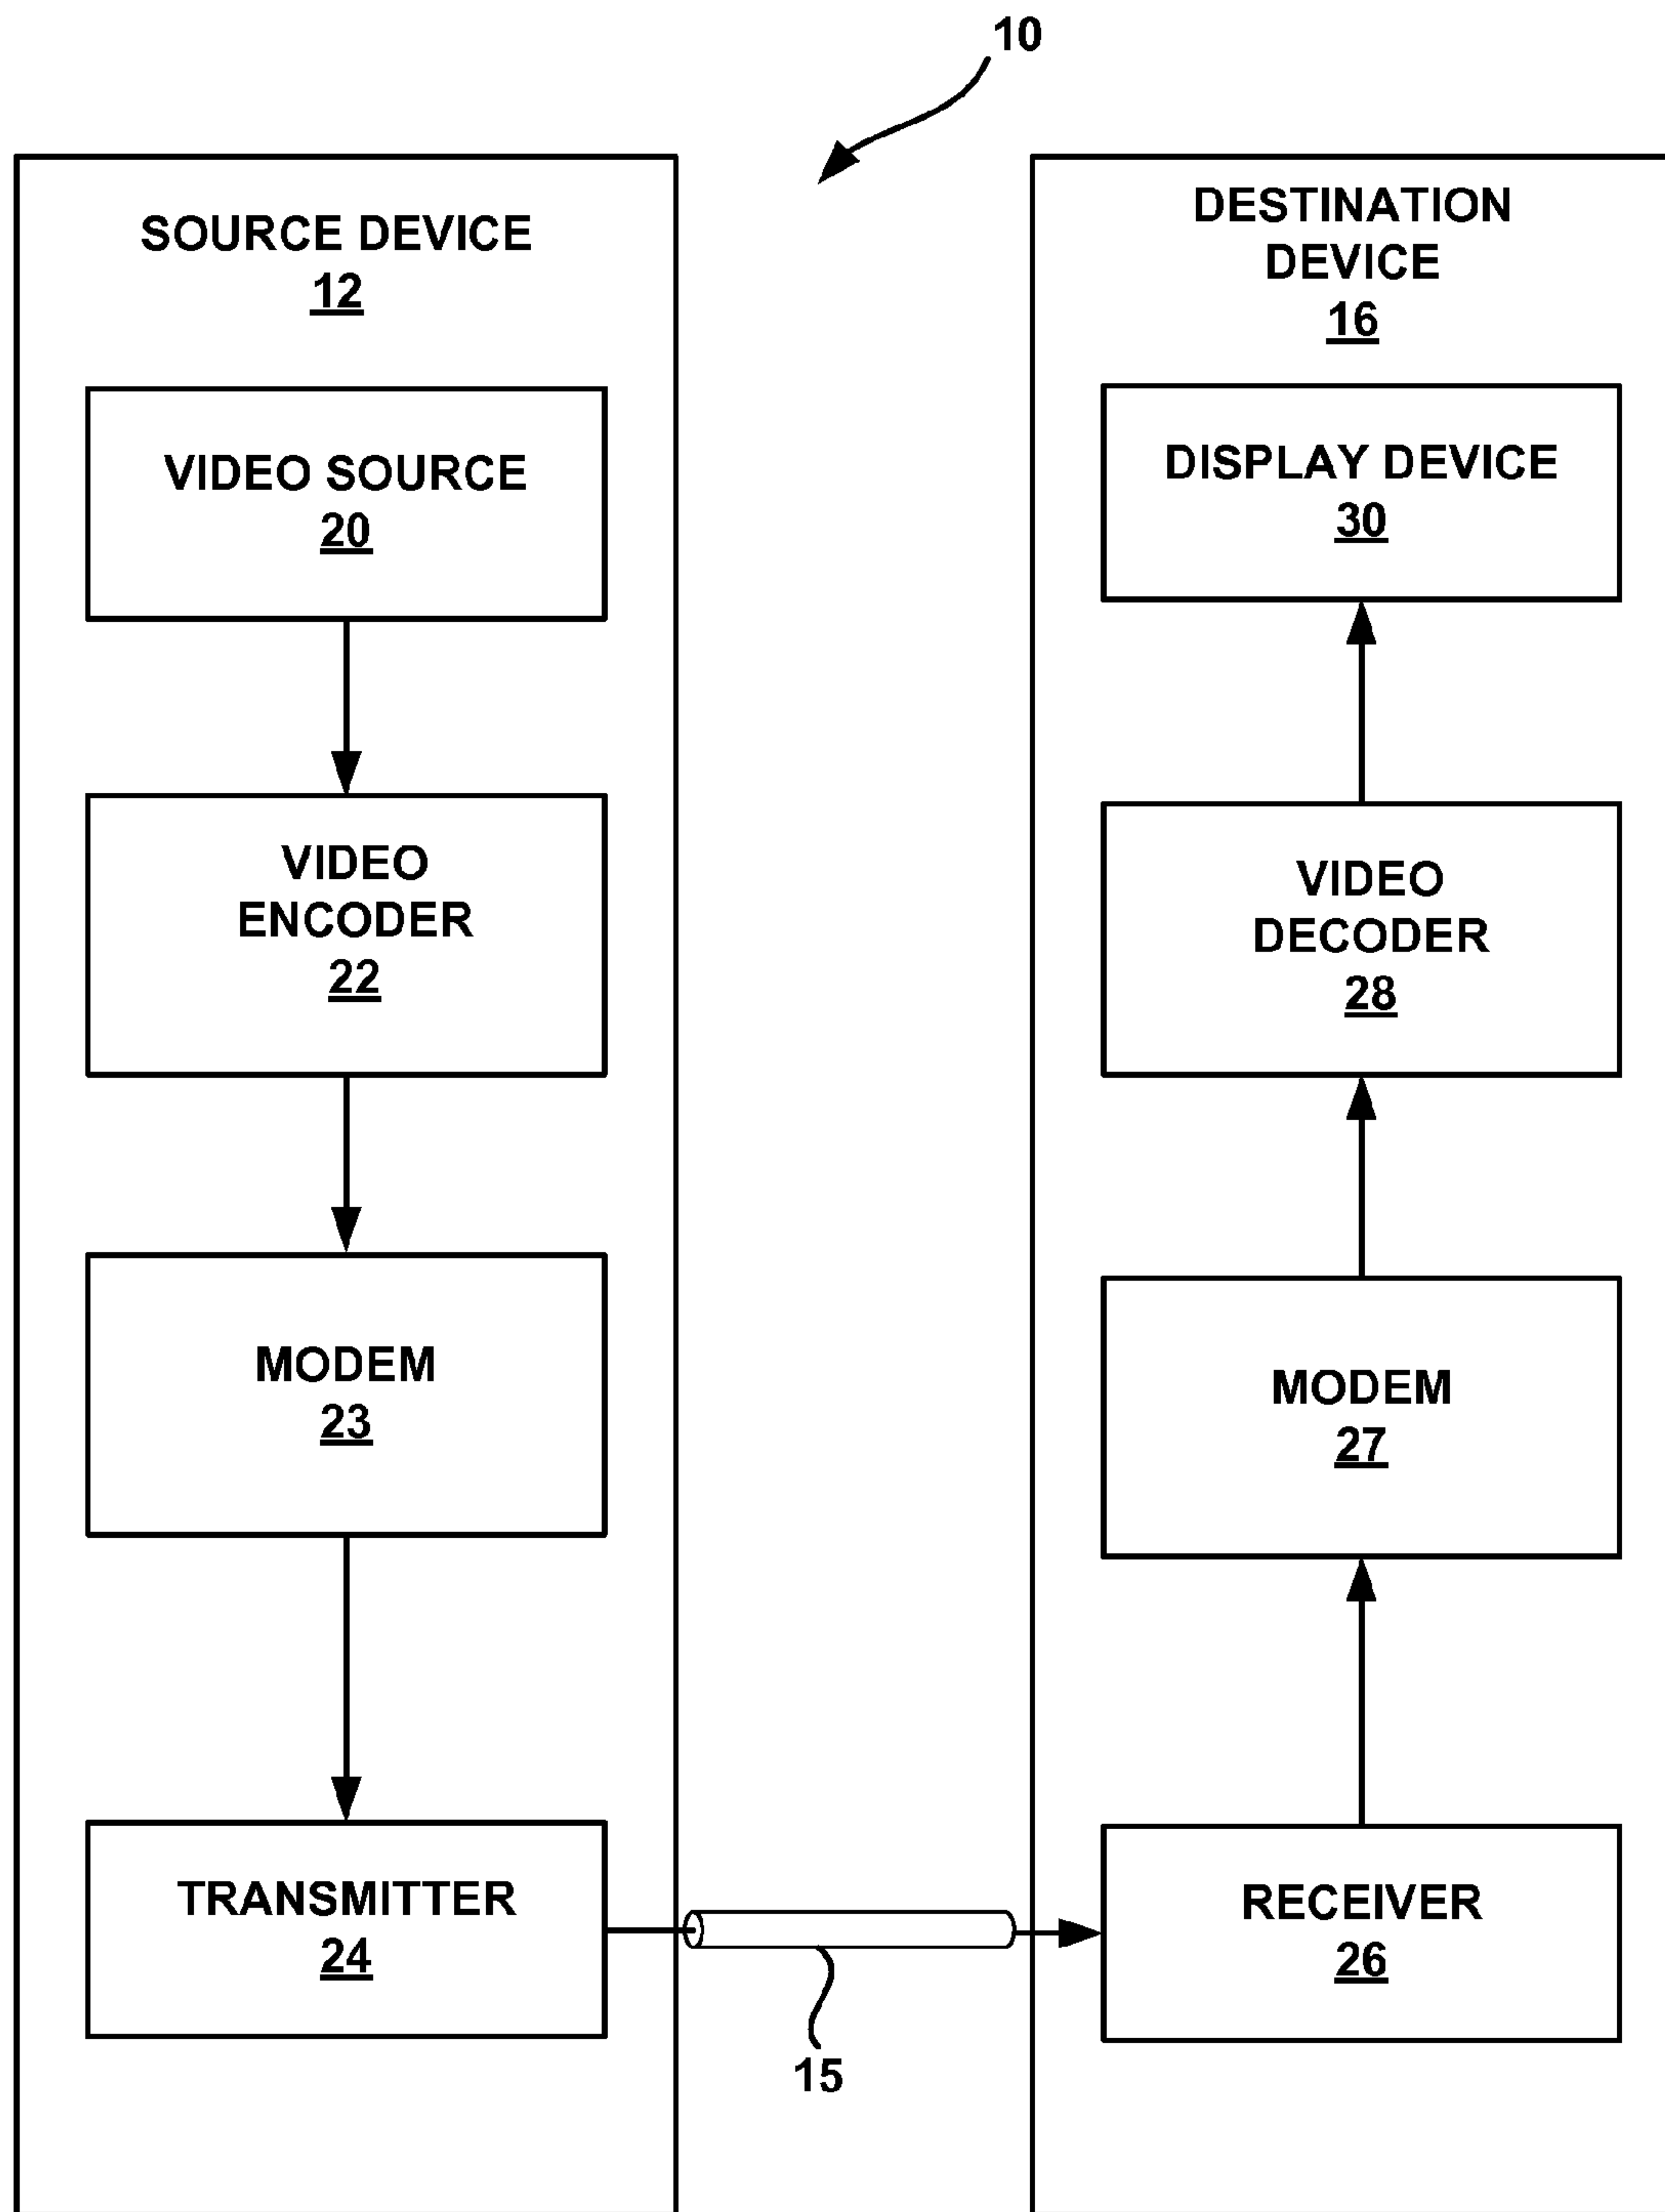 10
SOURCE DEVICE
12
VIDEO SOURCE
20
VIDEO
ENCODER
22
MODEM
23
TRANSMITTER
24
15
DESTINATION
DEVICE
16
DISPLAY DEVICE
30
VIDEO
DECODER
28
MODEM
27
RECEIVER
26